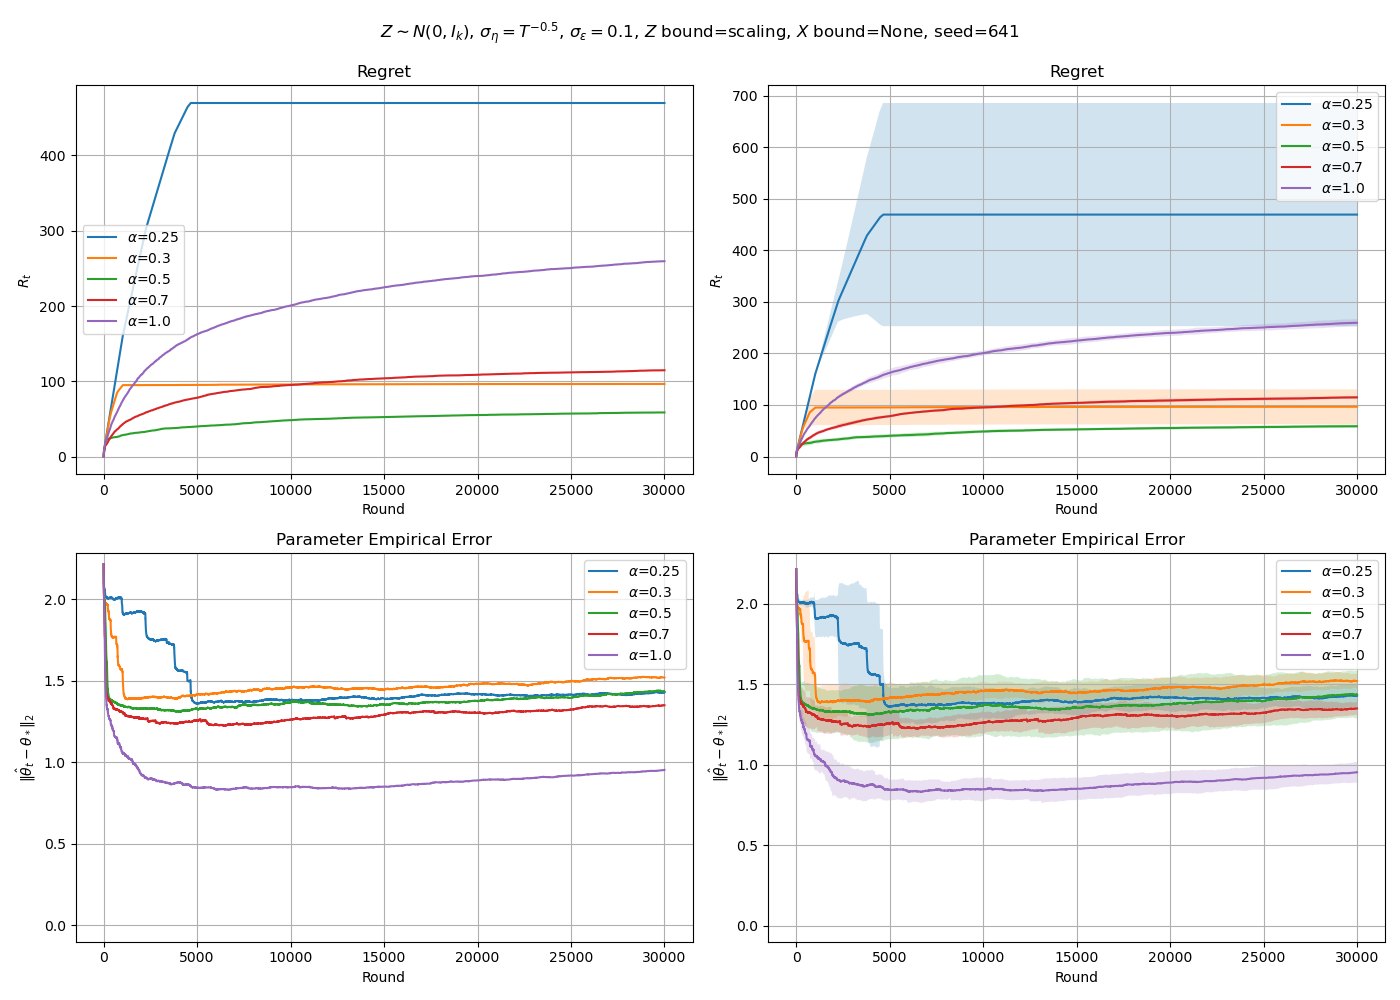 Z ∼ N(0, I_k), σ_η = T^{−0.5}, σ_ε = 0.1, Z bound=scaling, X bound=None, seed=641
Regret
R_t
400
300
200
100
0
α=0.25
α=0.3
α=0.5
α=0.7
α=1.0
0 5000 10000 15000 20000 25000 30000
Round
Regret
R_t
700
600
500
400
300
200
100
0
α=0.25
α=0.3
α=0.5
α=0.7
α=1.0
0 5000 10000 15000 20000 25000 30000
Round
Parameter Empirical Error
‖θ̂_t − θ_*‖_2
2.0
1.5
1.0
0.5
0.0
α=0.25
α=0.3
α=0.5
α=0.7
α=1.0
0 5000 10000 15000 20000 25000 30000
Round
Parameter Empirical Error
‖θ̂_t − θ_*‖_2
2.0
1.5
1.0
0.5
0.0
α=0.25
α=0.3
α=0.5
α=0.7
α=1.0
0 5000 10000 15000 20000 25000 30000
Round